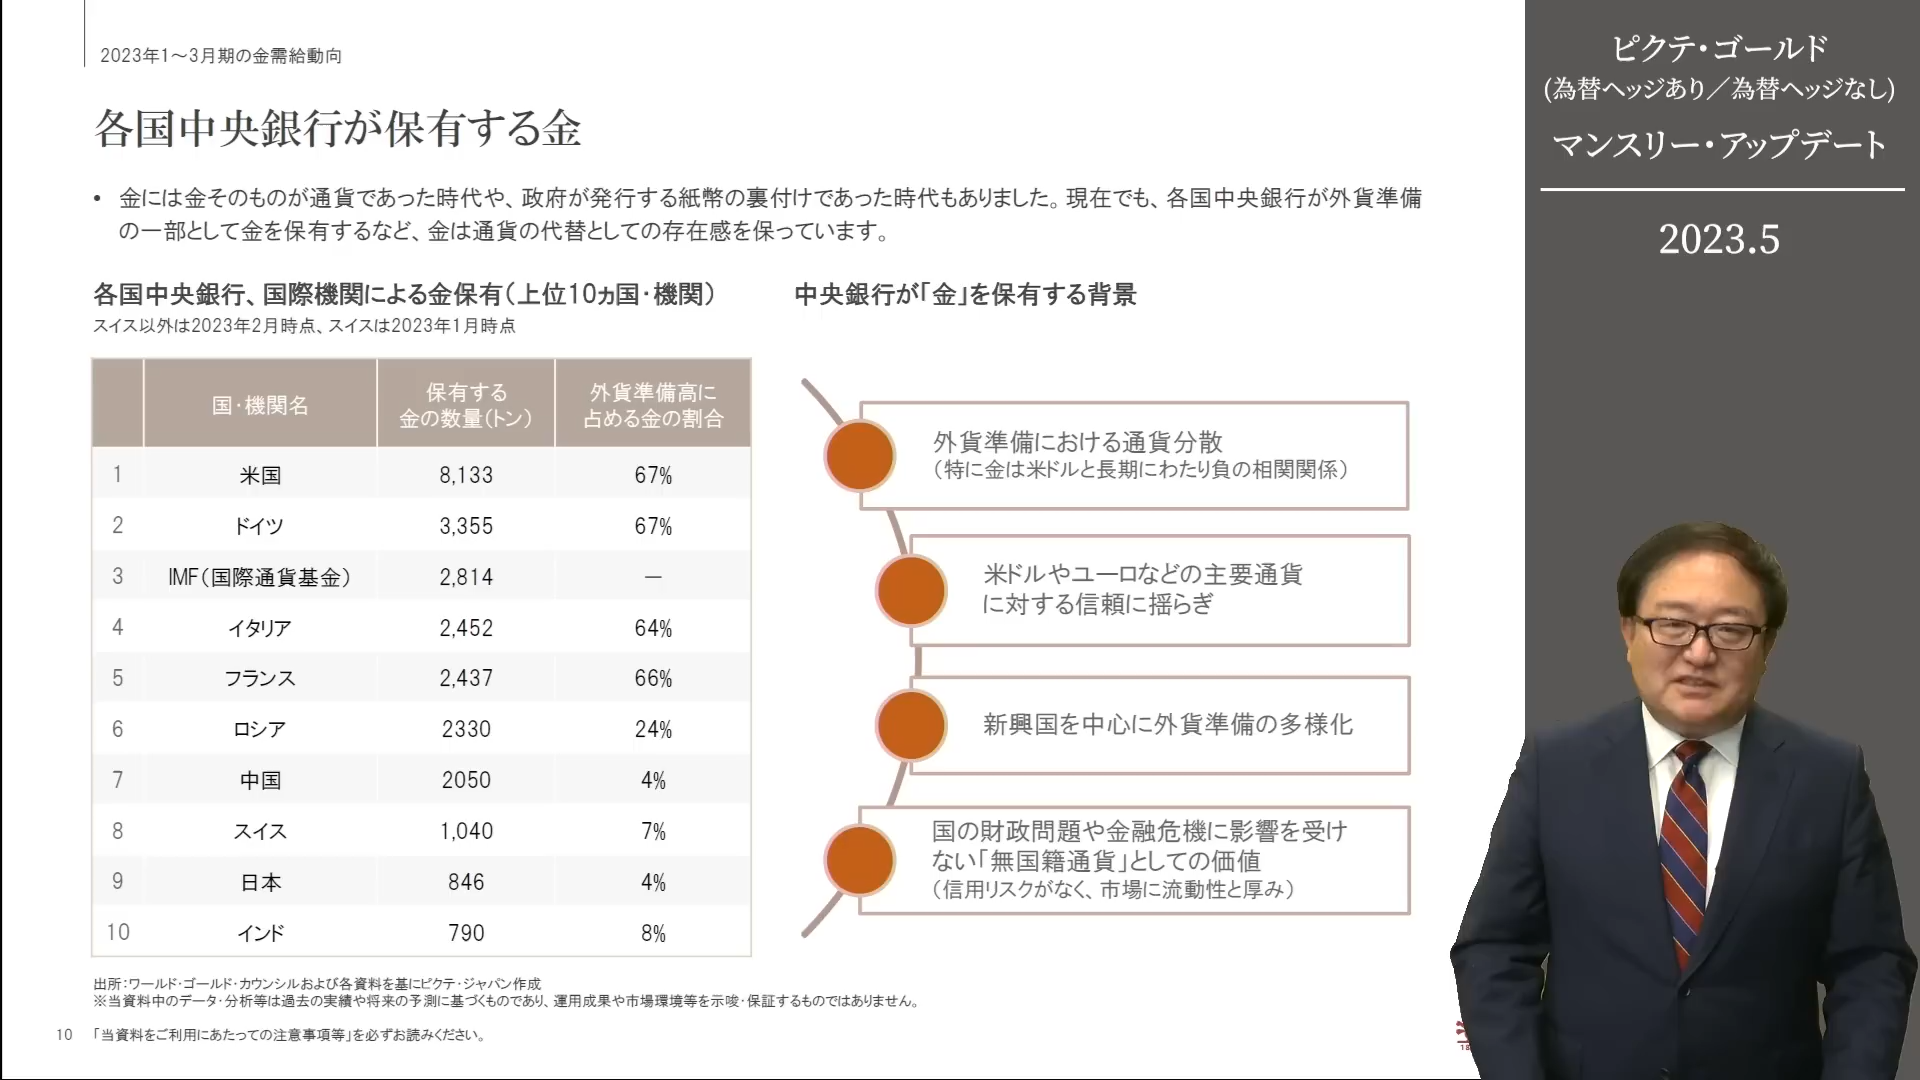 2023年1～3月期の金需給動向
各国中央銀行が保有する金
• 金には金そのものが通貨であった時代や、政府が発行する紙幣の裏付けであった時代もありました。現在でも、各国中央銀行が外貨準備
の一部として金を保有するなど、金は通貨の代替としての存在感を保っています。
各国中央銀行、国際機関による金保有（上位10ヵ国・機関）
スイス以外は2023年2月時点、スイスは2023年1月時点
国・機関名 保有する 外貨準備高に
金の数量（トン） 占める金の割合
1 米国 8,133 67%
2 ドイツ 3,355 67%
3 IMF（国際通貨基金） 2,814 ―
4 イタリア 2,452 64%
5 フランス 2,437 66%
6 ロシア 2330 24%
7 中国 2050 4%
8 スイス 1,040 7%
9 日本 846 4%
10 インド 790 8%
中央銀行が「金」を保有する背景
外貨準備における通貨分散
（特に金は米ドルと長期にわたり負の相関関係）
米ドルやユーロなどの主要通貨
に対する信頼に揺らぎ
新興国を中心に外貨準備の多様化
国の財政問題や金融危機に影響を受け
ない「無国籍通貨」としての価値
（信用リスクがなく、市場に流動性と厚み）
出所：ワールド・ゴールド・カウンシルおよび各資料を基にピクテ・ジャパン作成
※当資料中のデータ・分析等は過去の実績や将来の予測に基づくものであり、運用成果や市場環境等を示唆・保証するものではありません。
10 「当資料をご利用にあたっての注意事項等」を必ずお読みください。
ピクテ・ゴールド
(為替ヘッジあり／為替ヘッジなし)
マンスリー・アップデート
2023.5